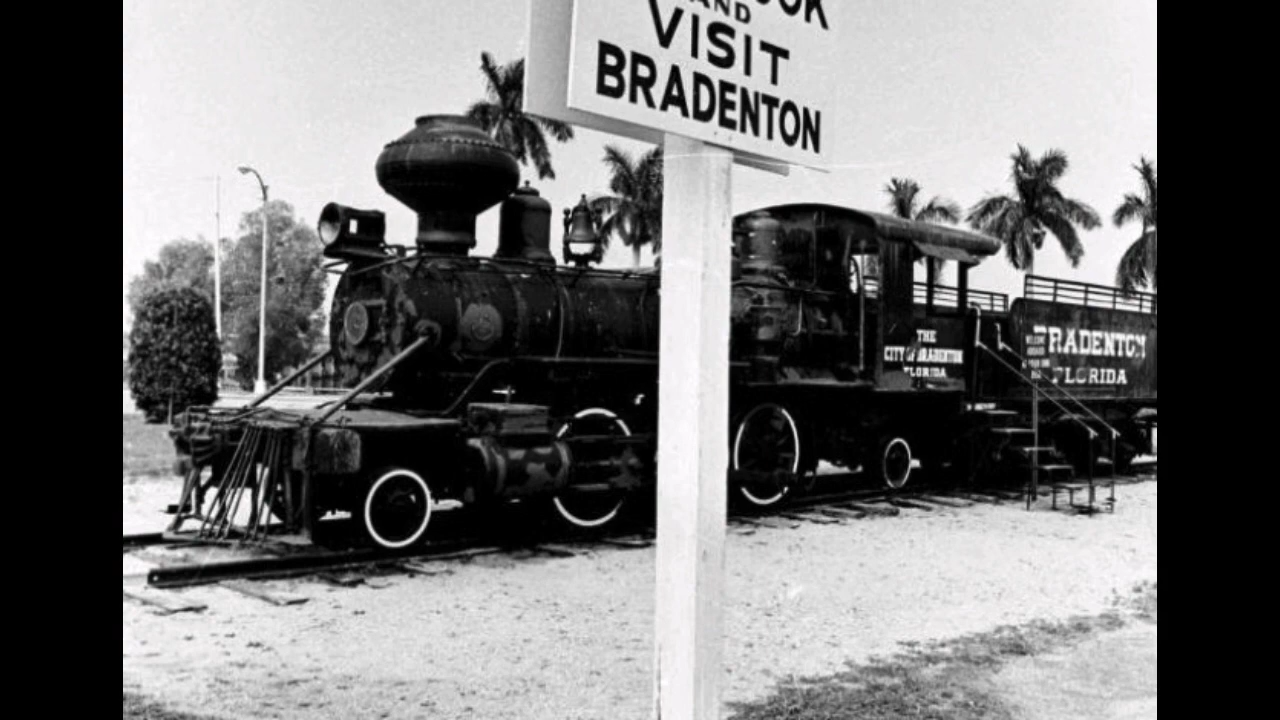 AND
VISIT
BRADENTON
THE
CITY OF BRADENTON
FLORIDA
BRADENTON
FLORIDA